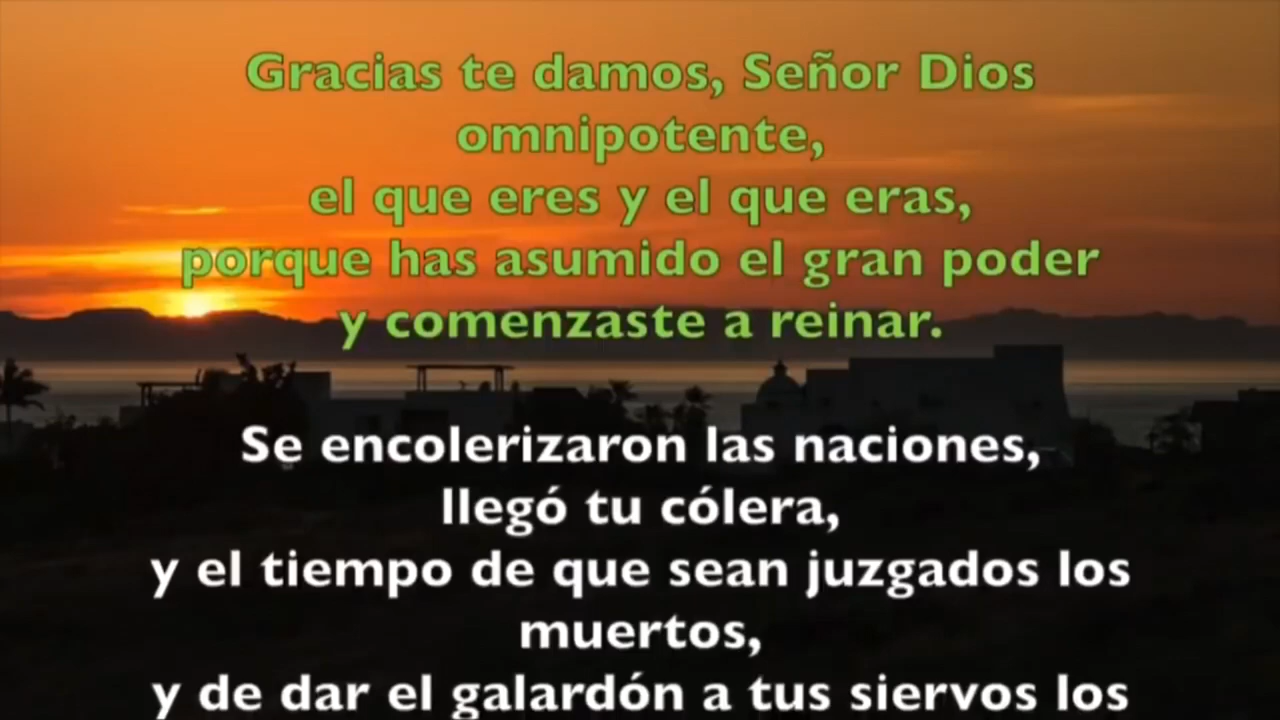 Gracias te damos, Señor Dios
omnipotente,
el que eres y el que eras,
porque has asumido el gran poder
y comenzaste a reinar.
Se encolerizaron las naciones,
llegó tu cólera,
y el tiempo de que sean juzgados los
muertos,
y de dar el galardón a tus siervos los